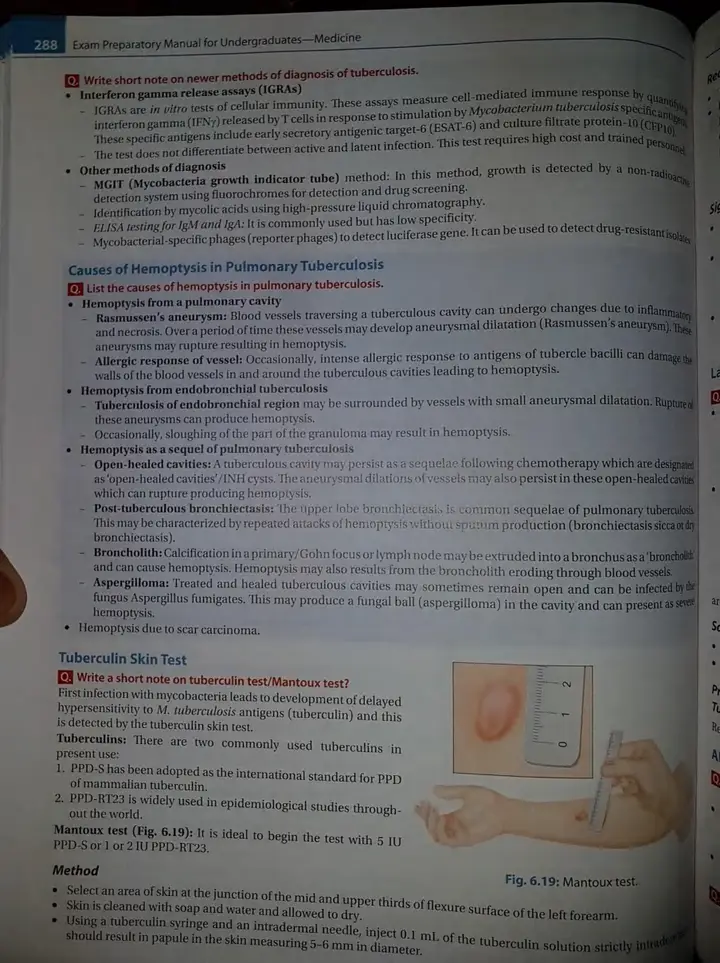 288 Exam Preparatory Manual for Undergraduates—Medicine
Q. Write short note on newer methods of diagnosis of tuberculosis.
• Interferon gamma release assays (IGRAs)
– IGRAs are in vitro tests of cellular immunity. These assays measure cell-mediated immune response by quantifying
interferon gamma (IFNγ) released by T cells in response to stimulation by Mycobacterium tuberculosis specific antigens.
These specific antigens include early secretory antigenic target-6 (ESAT-6) and culture filtrate protein-10 (CFP10).
– The test does not differentiate between active and latent infection. This test requires high cost and trained personnel.
• Other methods of diagnosis
– MGIT (Mycobacteria growth indicator tube) method: In this method, growth is detected by a non-radioactive
detection system using fluorochromes for detection and drug screening.
– Identification by mycolic acids using high-pressure liquid chromatography.
– ELISA testing for IgM and IgA: It is commonly used but has low specificity.
– Mycobacterial-specific phages (reporter phages) to detect luciferase gene. It can be used to detect drug-resistant isolates
Causes of Hemoptysis in Pulmonary Tuberculosis
Q. List the causes of hemoptysis in pulmonary tuberculosis.
• Hemoptysis from a pulmonary cavity
– Rasmussen's aneurysm: Blood vessels traversing a tuberculous cavity can undergo changes due to inflammatory
and necrosis. Over a period of time these vessels may develop aneurysmal dilatation (Rasmussen's aneurysm). These
aneurysms may rupture resulting in hemoptysis.
– Allergic response of vessel: Occasionally, intense allergic response to antigens of tubercle bacilli can damage the
walls of the blood vessels in and around the tuberculous cavities leading to hemoptysis.
• Hemoptysis from endobronchial tuberculosis
– Tuberculosis of endobronchial region may be surrounded by vessels with small aneurysmal dilatation. Rupture of
these aneurysms can produce hemoptysis.
– Occasionally, sloughing of the part of the granuloma may result in hemoptysis.
• Hemoptysis as a sequel of pulmonary tuberculosis
– Open-healed cavities: A tuberculous cavity may persist as a sequelae following chemotherapy which are designated
as 'open-healed cavities'/INH cysts. The aneurysmal dilations of vessels may also persist in these open-healed cavities
which can rupture producing hemoptysis.
– Post-tuberculous bronchiectasis: The upper lobe bronchiectasis is common sequelae of pulmonary tuberculosis.
This may be characterized by repeated attacks of hemoptysis without sputum production (bronchiectasis sicca or dry
bronchiectasis).
– Broncholith: Calcification in a primary/Gohn focus or lymph node may be extruded into a bronchus as a 'broncholith'
and can cause hemoptysis. Hemoptysis may also results from the broncholith eroding through blood vessels.
– Aspergilloma: Treated and healed tuberculous cavities may sometimes remain open and can be infected by the
fungus Aspergillus fumigates. This may produce a fungal ball (aspergilloma) in the cavity and can present as severe
hemoptysis.
• Hemoptysis due to scar carcinoma.
Tuberculin Skin Test
Q. Write a short note on tuberculin test/Mantoux test?
First infection with mycobacteria leads to development of delayed
hypersensitivity to M. tuberculosis antigens (tuberculin) and this
is detected by the tuberculin skin test.
Tuberculins: There are two commonly used tuberculins in
present use:
1. PPD-S has been adopted as the international standard for PPD
of mammalian tuberculin.
2. PPD-RT23 is widely used in epidemiological studies through-
out the world.
Mantoux test (Fig. 6.19): It is ideal to begin the test with 5 IU
PPD-S or 1 or 2 IU PPD-RT23.
2
1
0
Fig. 6.19: Mantoux test.
Method
• Select an area of skin at the junction of the mid and upper thirds of flexure surface of the left forearm.
• Skin is cleaned with soap and water and allowed to dry.
• Using a tuberculin syringe and an intradermal needle, inject 0.1 mL of the tuberculin solution strictly
should result in papule in the skin measuring 5–6 mm in diameter.